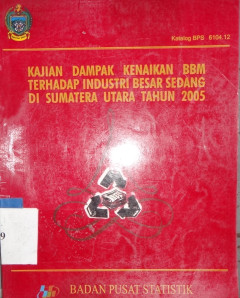 Katalog BPS 6104.12
KAJIAN DAMPAK KENAIKAN BBM
TERHADAP INDUSTRI BESAR SEDANG
DI SUMATERA UTARA TAHUN 2005
9
BADAN PUSAT STATISTIK